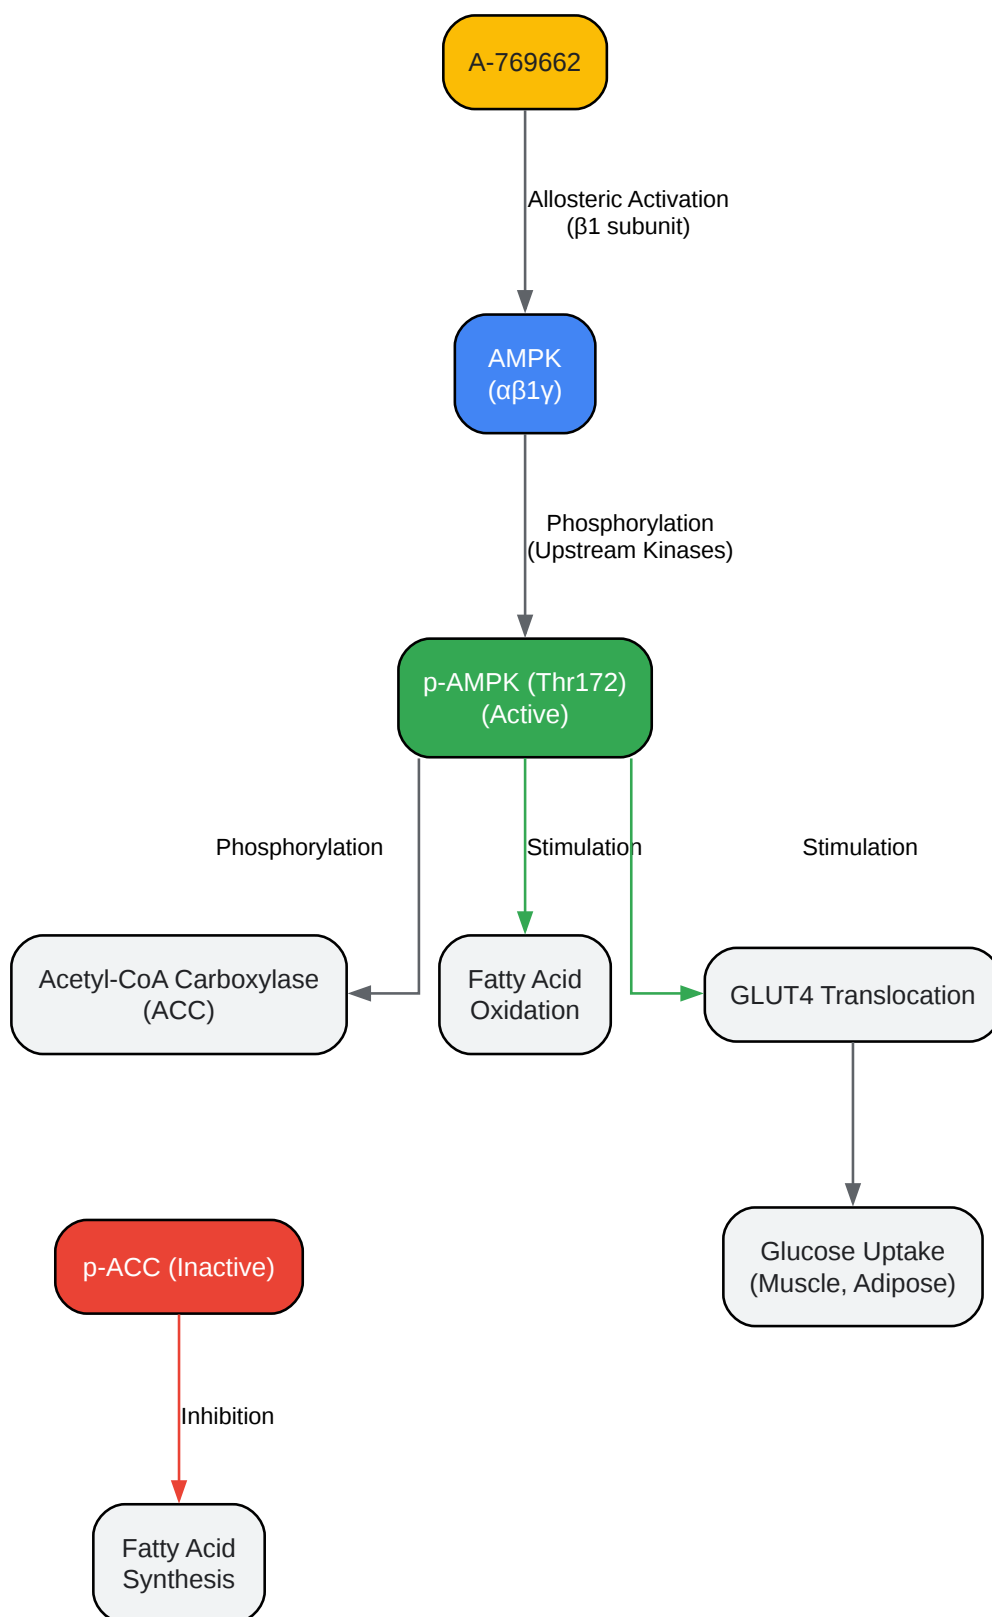 A-769662
Allosteric Activation
(β1 subunit)
AMPK
(αβ1γ)
Phosphorylation
(Upstream Kinases)
p-AMPK (Thr172)
(Active)
Phosphorylation
Stimulation
Stimulation
Acetyl-CoA Carboxylase
(ACC)
Fatty Acid
Oxidation
GLUT4 Translocation
p-ACC (Inactive)
Glucose Uptake
(Muscle, Adipose)
Inhibition
Fatty Acid
Synthesis